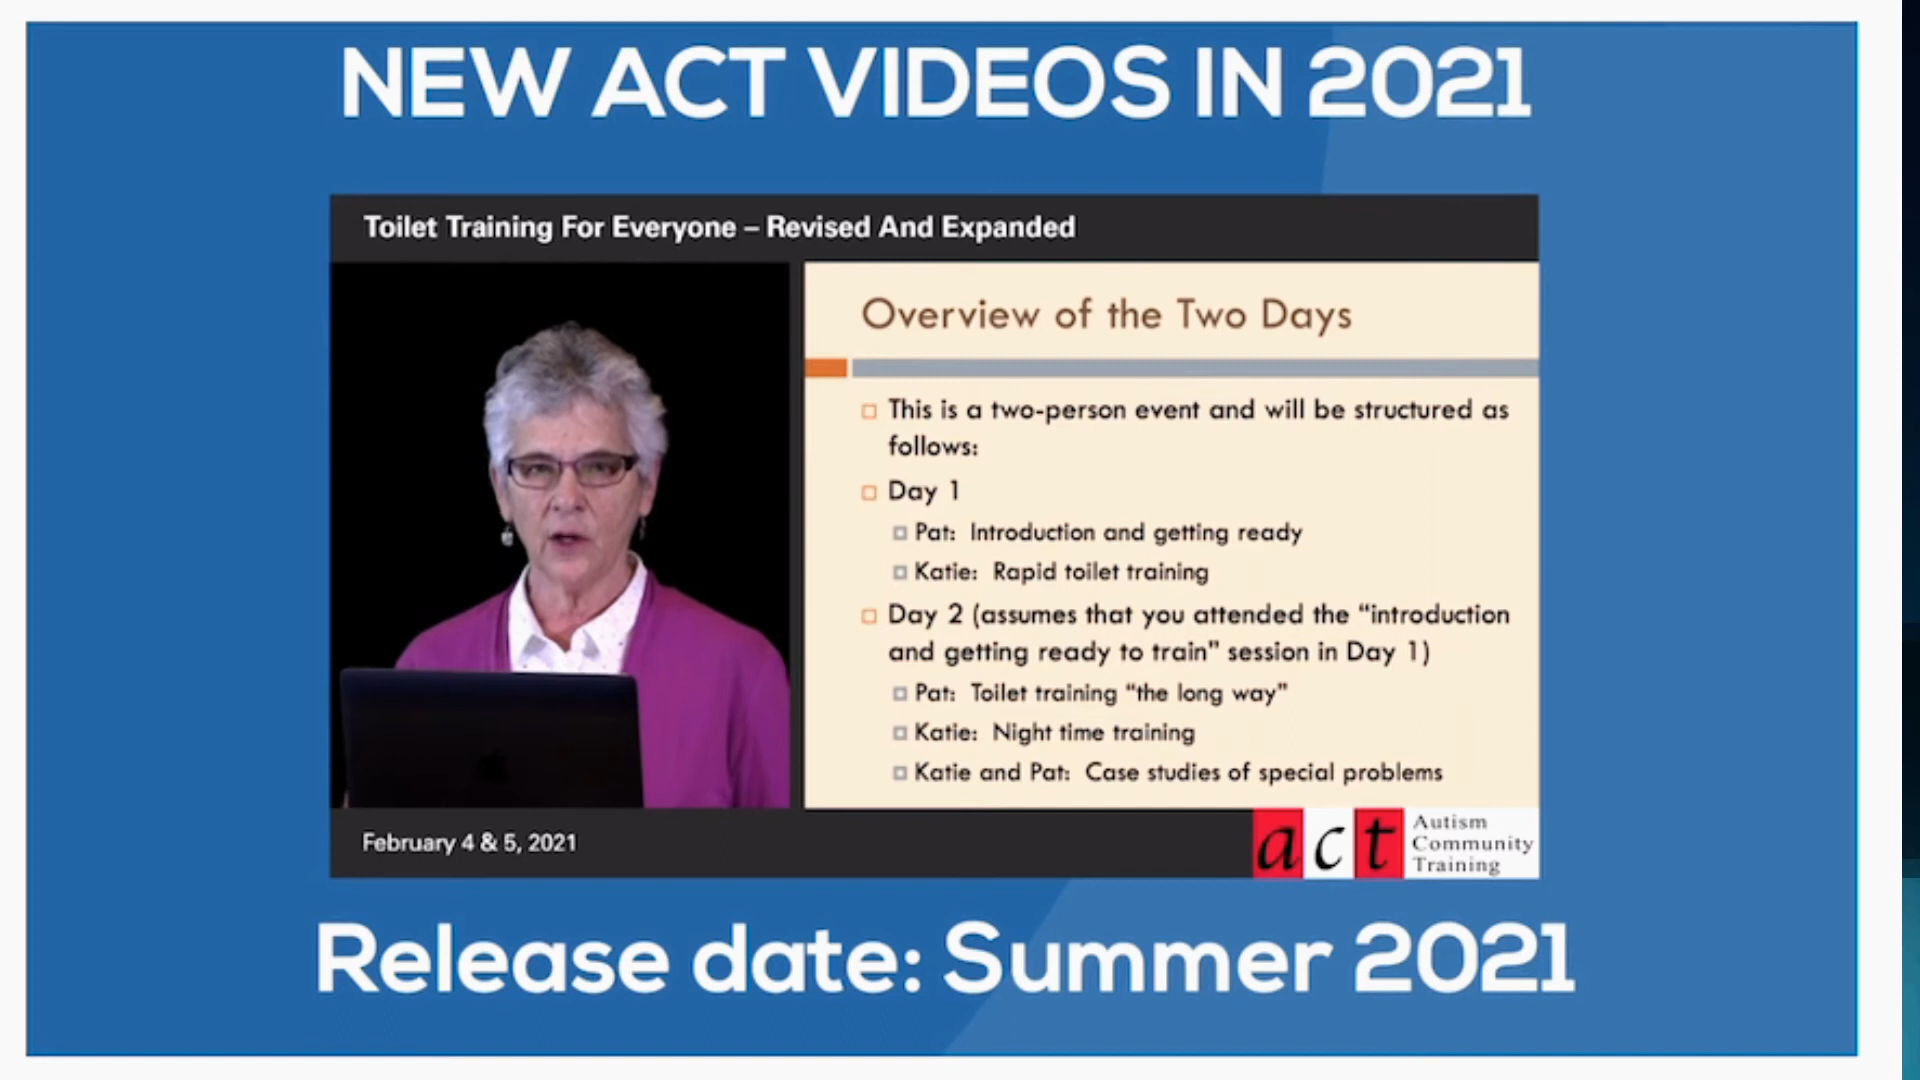 NEW ACT VIDEOS IN 2021
Toilet Training For Everyone – Revised And Expanded
Overview of the Two Days
This is a two-person event and will be structured as
follows:
Day 1
Pat: Introduction and getting ready
Katie: Rapid toilet training
Day 2 (assumes that you attended the “introduction
and getting ready to train” session in Day 1)
Pat: Toilet training “the long way”
Katie: Night time training
Katie and Pat: Case studies of special problems
February 4 & 5, 2021
act
Autism
Community
Training
Release date: Summer 2021